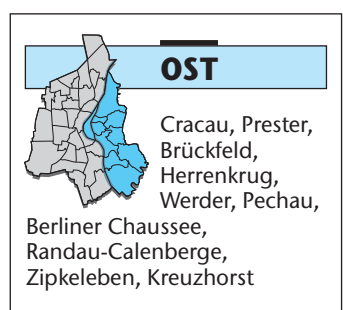 OST
Cracau, Prester,
Brückfeld,
Herrenkrug,
Werder, Pechau,
Berliner Chaussee,
Randau-Calenberge,
Zipkeleben, Kreuzhorst